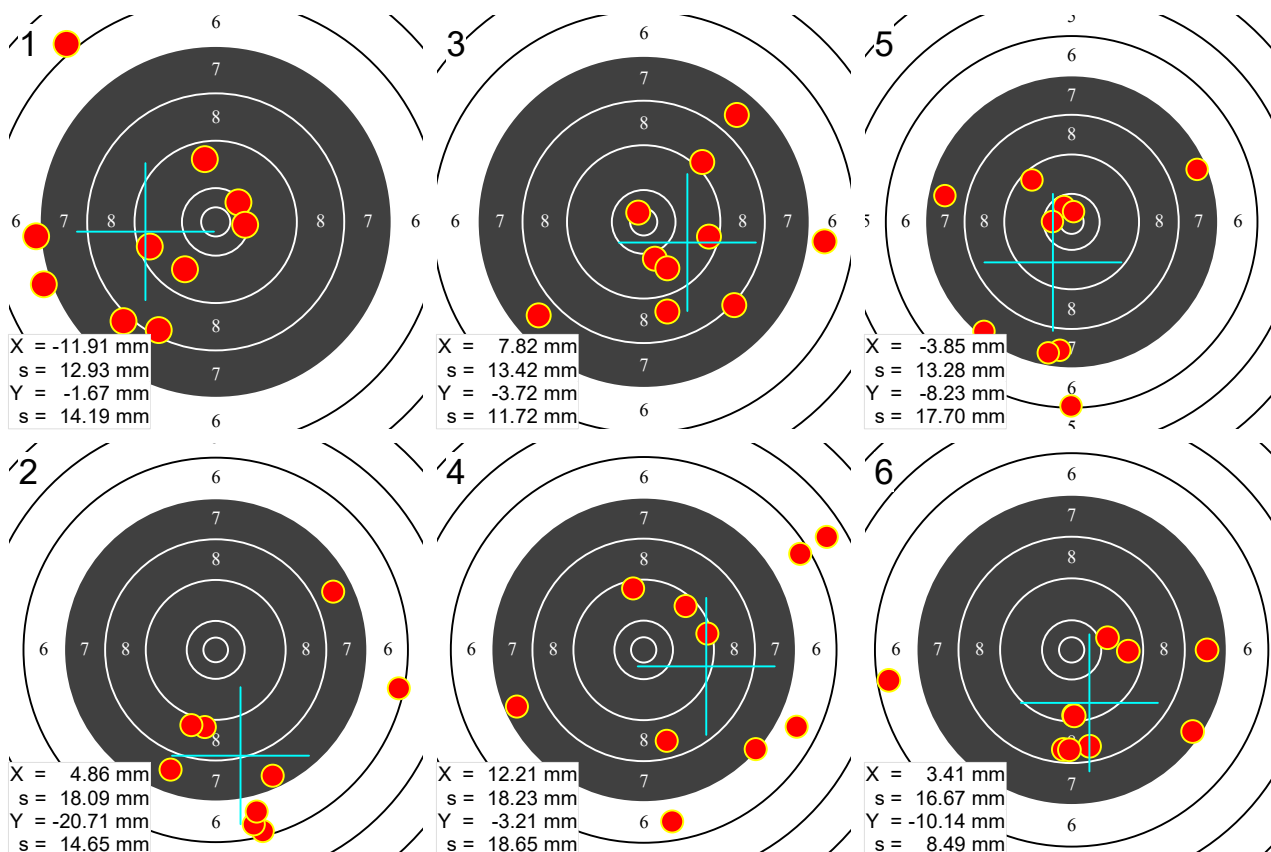 1
6
7
8
6 7 8 8 7 6
8
7
6
X = -11.91 mm
s = 12.93 mm
Y = -1.67 mm
s = 14.19 mm
3
6
7
8
6 7 8 8 7 6
8
7
6
X = 7.82 mm
s = 13.42 mm
Y = -3.72 mm
s = 11.72 mm
5
5
6
7
8
5 6 7 8 8 7 6
8
7
6
5
X = -3.85 mm
s = 13.28 mm
Y = -8.23 mm
s = 17.70 mm
2
6
7
8
6 7 8 8 7 6
8
7
6
X = 4.86 mm
s = 18.09 mm
Y = -20.71 mm
s = 14.65 mm
4
6
7
8
6 7 8 8 7 6
8
7
6
X = 12.21 mm
s = 18.23 mm
Y = -3.21 mm
s = 18.65 mm
6
6
7
8
6 7 8 8 7 6
8
7
6
X = 3.41 mm
s = 16.67 mm
Y = -10.14 mm
s = 8.49 mm